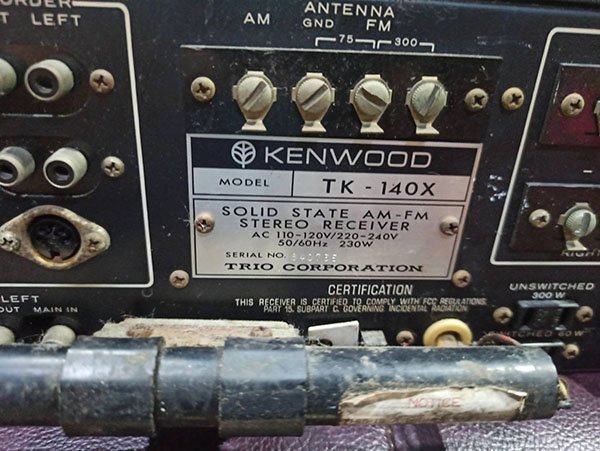 ORDER
LEFT
AM
ANTENNA
GND FM
75 300
KENWOOD
MODEL TK-140X
SOLID STATE AM-FM
STEREO RECEIVER
AC 110-120V/220-240V
50/60Hz 230W
SERIAL NO.
TRIO CORPORATION
CERTIFICATION
THIS RECEIVER IS CERTIFIED TO COMPLY WITH FCC REGULATIONS,
PART 15, SUBPART C, GOVERNING INCIDENTAL RADIATION.
RIGHT
UNSWITCHED
300 W
SWITCHED 60W
LEFT
OUT MAIN IN
NOTICE